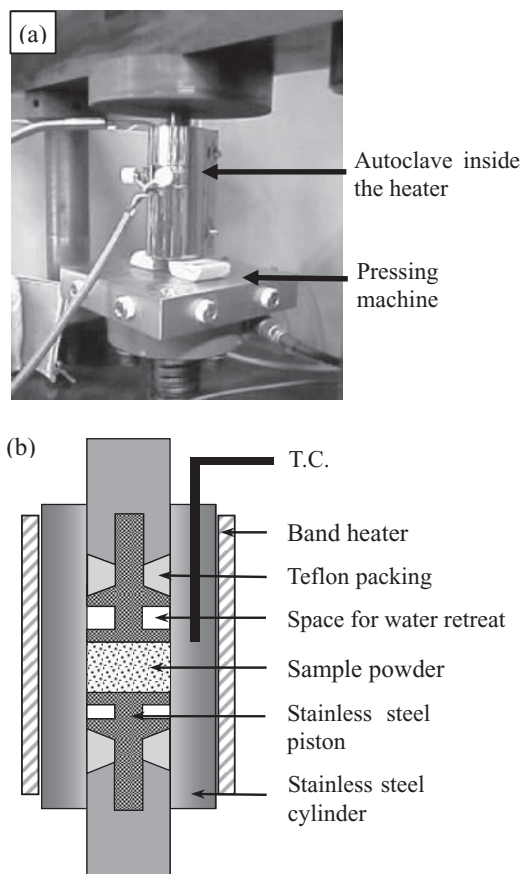 (a)
Autoclave inside
the heater
Pressing
machine
(b)
T.C.
Band heater
Teflon packing
Space for water retreat
Sample powder
Stainless steel
piston
Stainless steel
cylinder